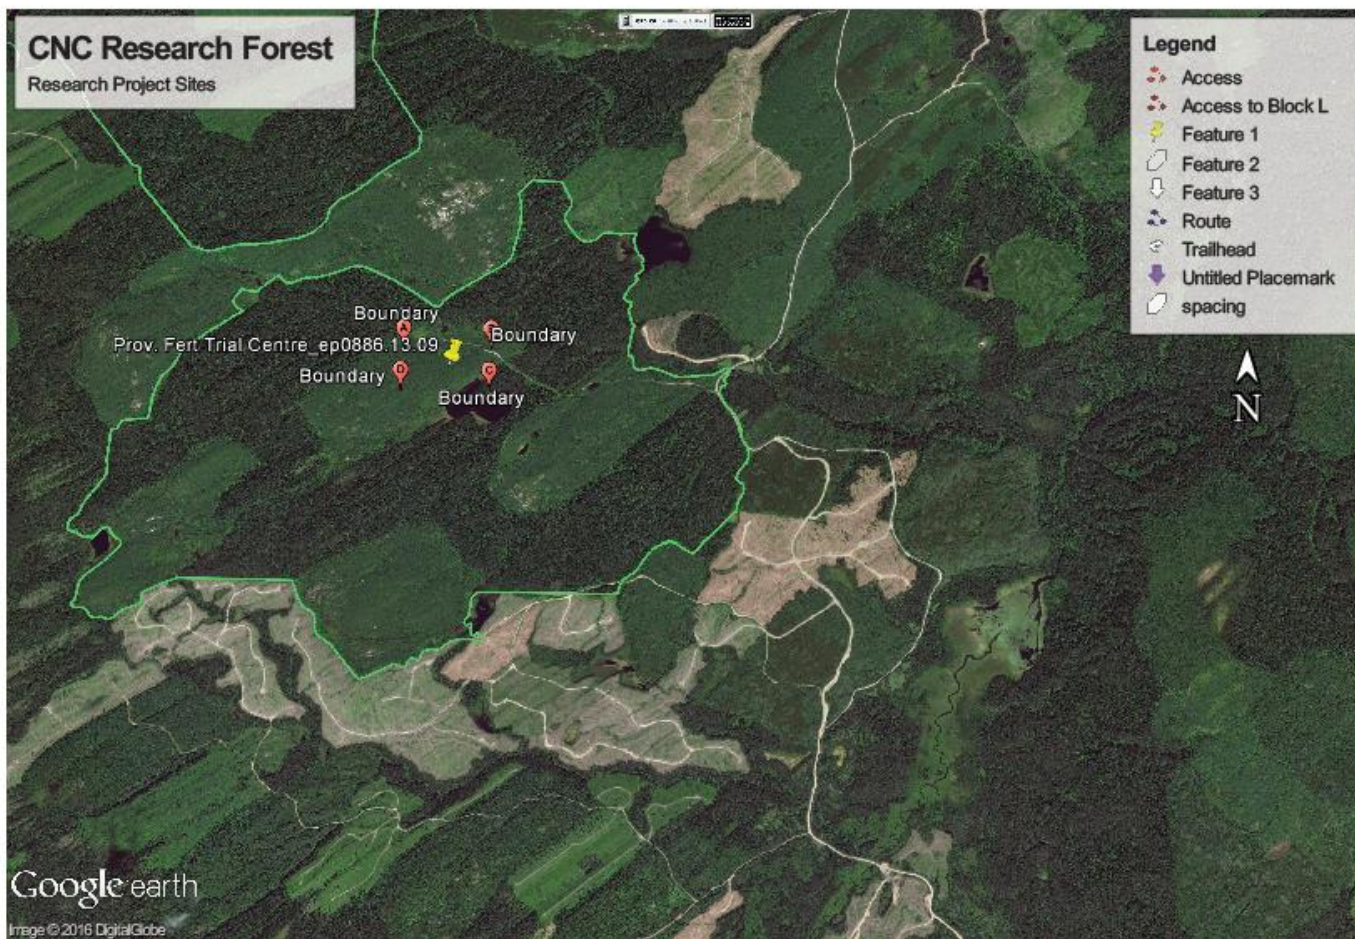 CNC Research Forest
Research Project Sites
Legend
Access
Access to Block L
Feature 1
Feature 2
Feature 3
Route
Trailhead
Untitled Placemark
spacing
N
Boundary
A
Boundary
Prov. Fert Trial Centre_ep0886.13.09
Boundary
D
C
Boundary
Google earth
Image © 2016 DigitalGlobe